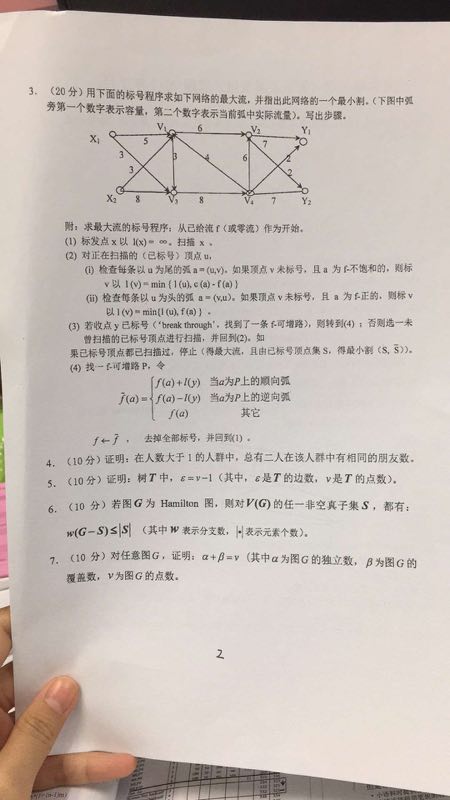 3. （20分）用下面的标号程序求如下网络的最大流，并指出此网络的一个最小割。（下图中弧
旁第一个数字表示容量，第二个数字表示当前弧中实际流量）。写出步骤。
V₁ 6 V₂ Y₁
X₁ 5 7
3 3 4 6 2
3 2
X₂ 8 V₃ 8 V₄ 7 Y₂
附：求最大流的标号程序：从已给流 f（或零流）作为开始。
(1) 标发点 x 以 l(x) = ∞。扫描 x 。
(2) 对正在扫描的（已标号）顶点 u,
(i) 检查每条以 u 为尾的弧 a = (u,v)。如果顶点 v 未标号，且 a 为 f-不饱和的，则标
v 以 l (v) = min { l (u), c (a) - f (a) }
(ii) 检查每条以 u 为头的弧 a = (v,u)。如果顶点 v 未标号，且 a 为 f-正的，则标 v
以 l (v) = min{l (u), f (a) } 。
(3) 若收点 y 已标号（‘break through’，找到了一条 f-可增路），则转到(4)；否则选一未
曾扫描的已标号顶点进行扫描，并回到(2)。如
果已标号顶点都已扫描过，停止（得最大流，且由已标号顶点集 S，得最小割（S, S̄））。
(4) 找一 f-可增路 P，令
f(a)+l(y) 当a为P上的顺向弧
f̃(a)= { f(a)−l(y) 当a为P上的逆向弧
f(a) 其它
f ← f̃ ， 去掉全部标号，并回到(1) 。
4. （10 分）证明：在人数大于 1 的人群中，总有二人在该人群中有相同的朋友数。
5. （10 分）证明：树 T 中，ε=ν−1（其中，ε是 T 的边数，ν是 T 的点数）。
6. （10 分）若图 G 为 Hamilton 图，则对 V(G) 的任一非空真子集 S ，都有：
w(G−S)≤|S| （其中 w 表示分支数，|•| 表示元素个数）。
7. （10 分）对任意图 G，证明：α+β=ν（其中α为图 G 的独立数，β为图 G 的
覆盖数，ν为图 G 的点数。
2